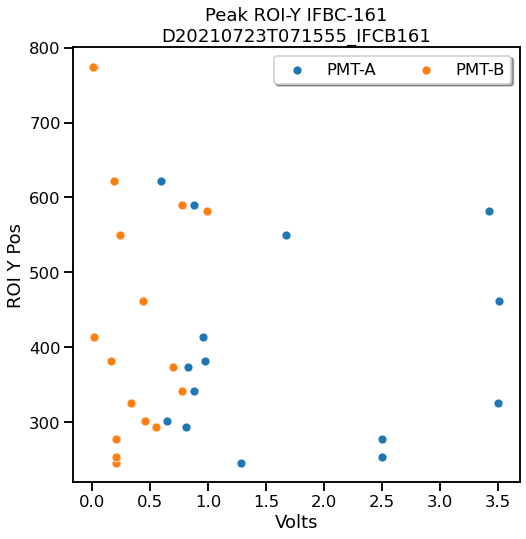 Peak ROI-Y IFBC-161
D20210723T071555_IFCB161
PMT-A PMT-B
ROI Y Pos
800
700
600
500
400
300
0.0 0.5 1.0 1.5 2.0 2.5 3.0 3.5
Volts